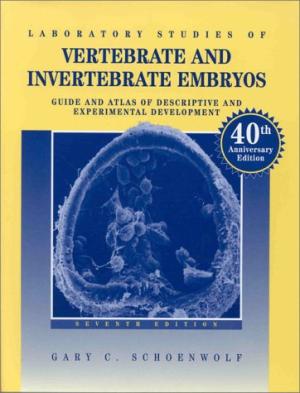 LABORATORY STUDIES OF
VERTEBRATE AND
INVERTEBRATE EMBRYOS
GUIDE AND ATLAS OF DESCRIPTIVE AND
EXPERIMENTAL DEVELOPMENT
40th
Anniversary
Edition
SEVENTH EDITION
GARY C. SCHOENWOLF